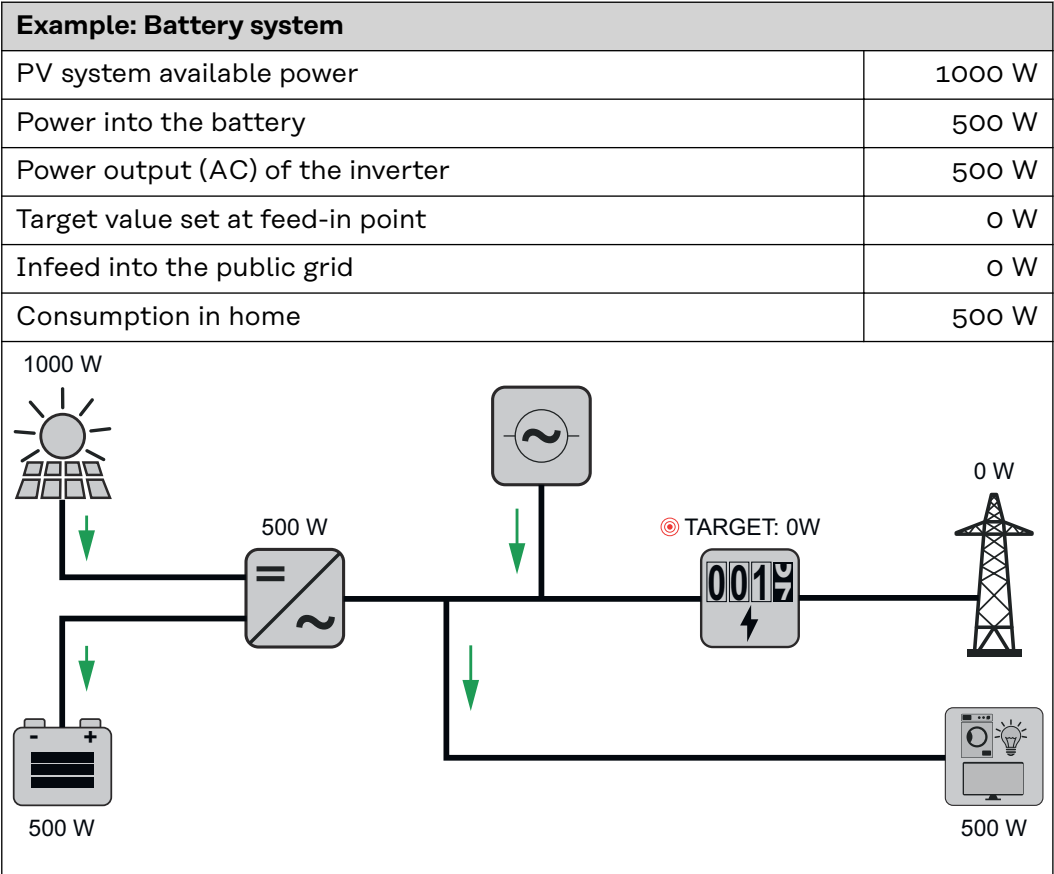 Example: Battery system
PV system available power 1000 W
Power into the battery 500 W
Power output (AC) of the inverter 500 W
Target value set at feed-in point 0 W
Infeed into the public grid 0 W
Consumption in home 500 W
1000 W
0 W
500 W
TARGET: 0W
001
- +
500 W
500 W